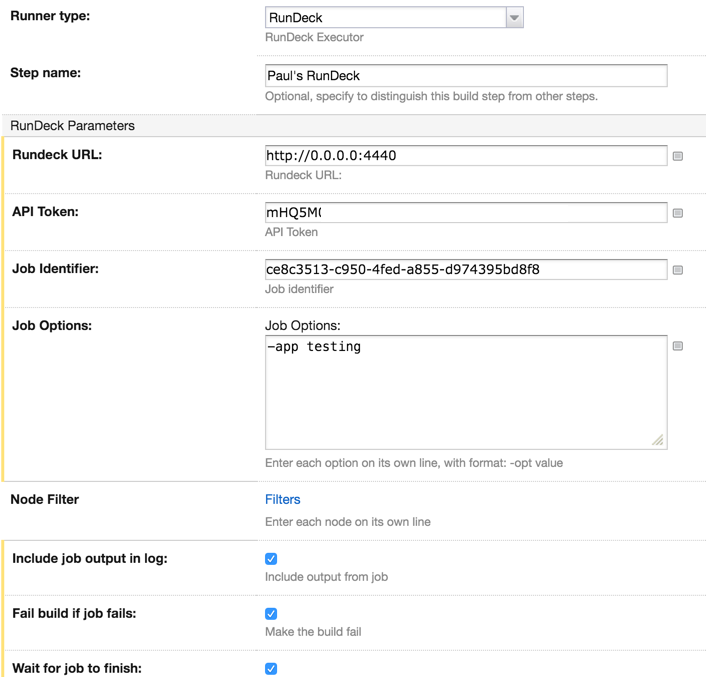 Runner type:
RunDeck
RunDeck Executor
Step name:
Paul's RunDeck
Optional, specify to distinguish this build step from other steps.
RunDeck Parameters
Rundeck URL:
http://0.0.0.0:4440
Rundeck URL:
API Token:
mHQ5M
API Token
Job Identifier:
ce8c3513-c950-4fed-a855-d974395bd8f8
Job identifier
Job Options:
Job Options:
-app testing
Enter each option on its own line, with format: -opt value
Node Filter
Filters
Enter each node on its own line
Include job output in log:
Include output from job
Fail build if job fails:
Make the build fail
Wait for job to finish: